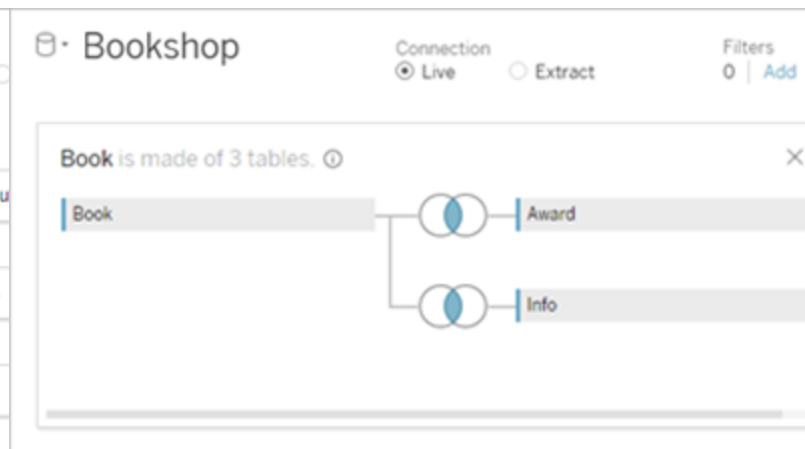 Bookshop
Connection
Live Extract
Filters
0 Add
Book is made of 3 tables.
Book
Award
Info